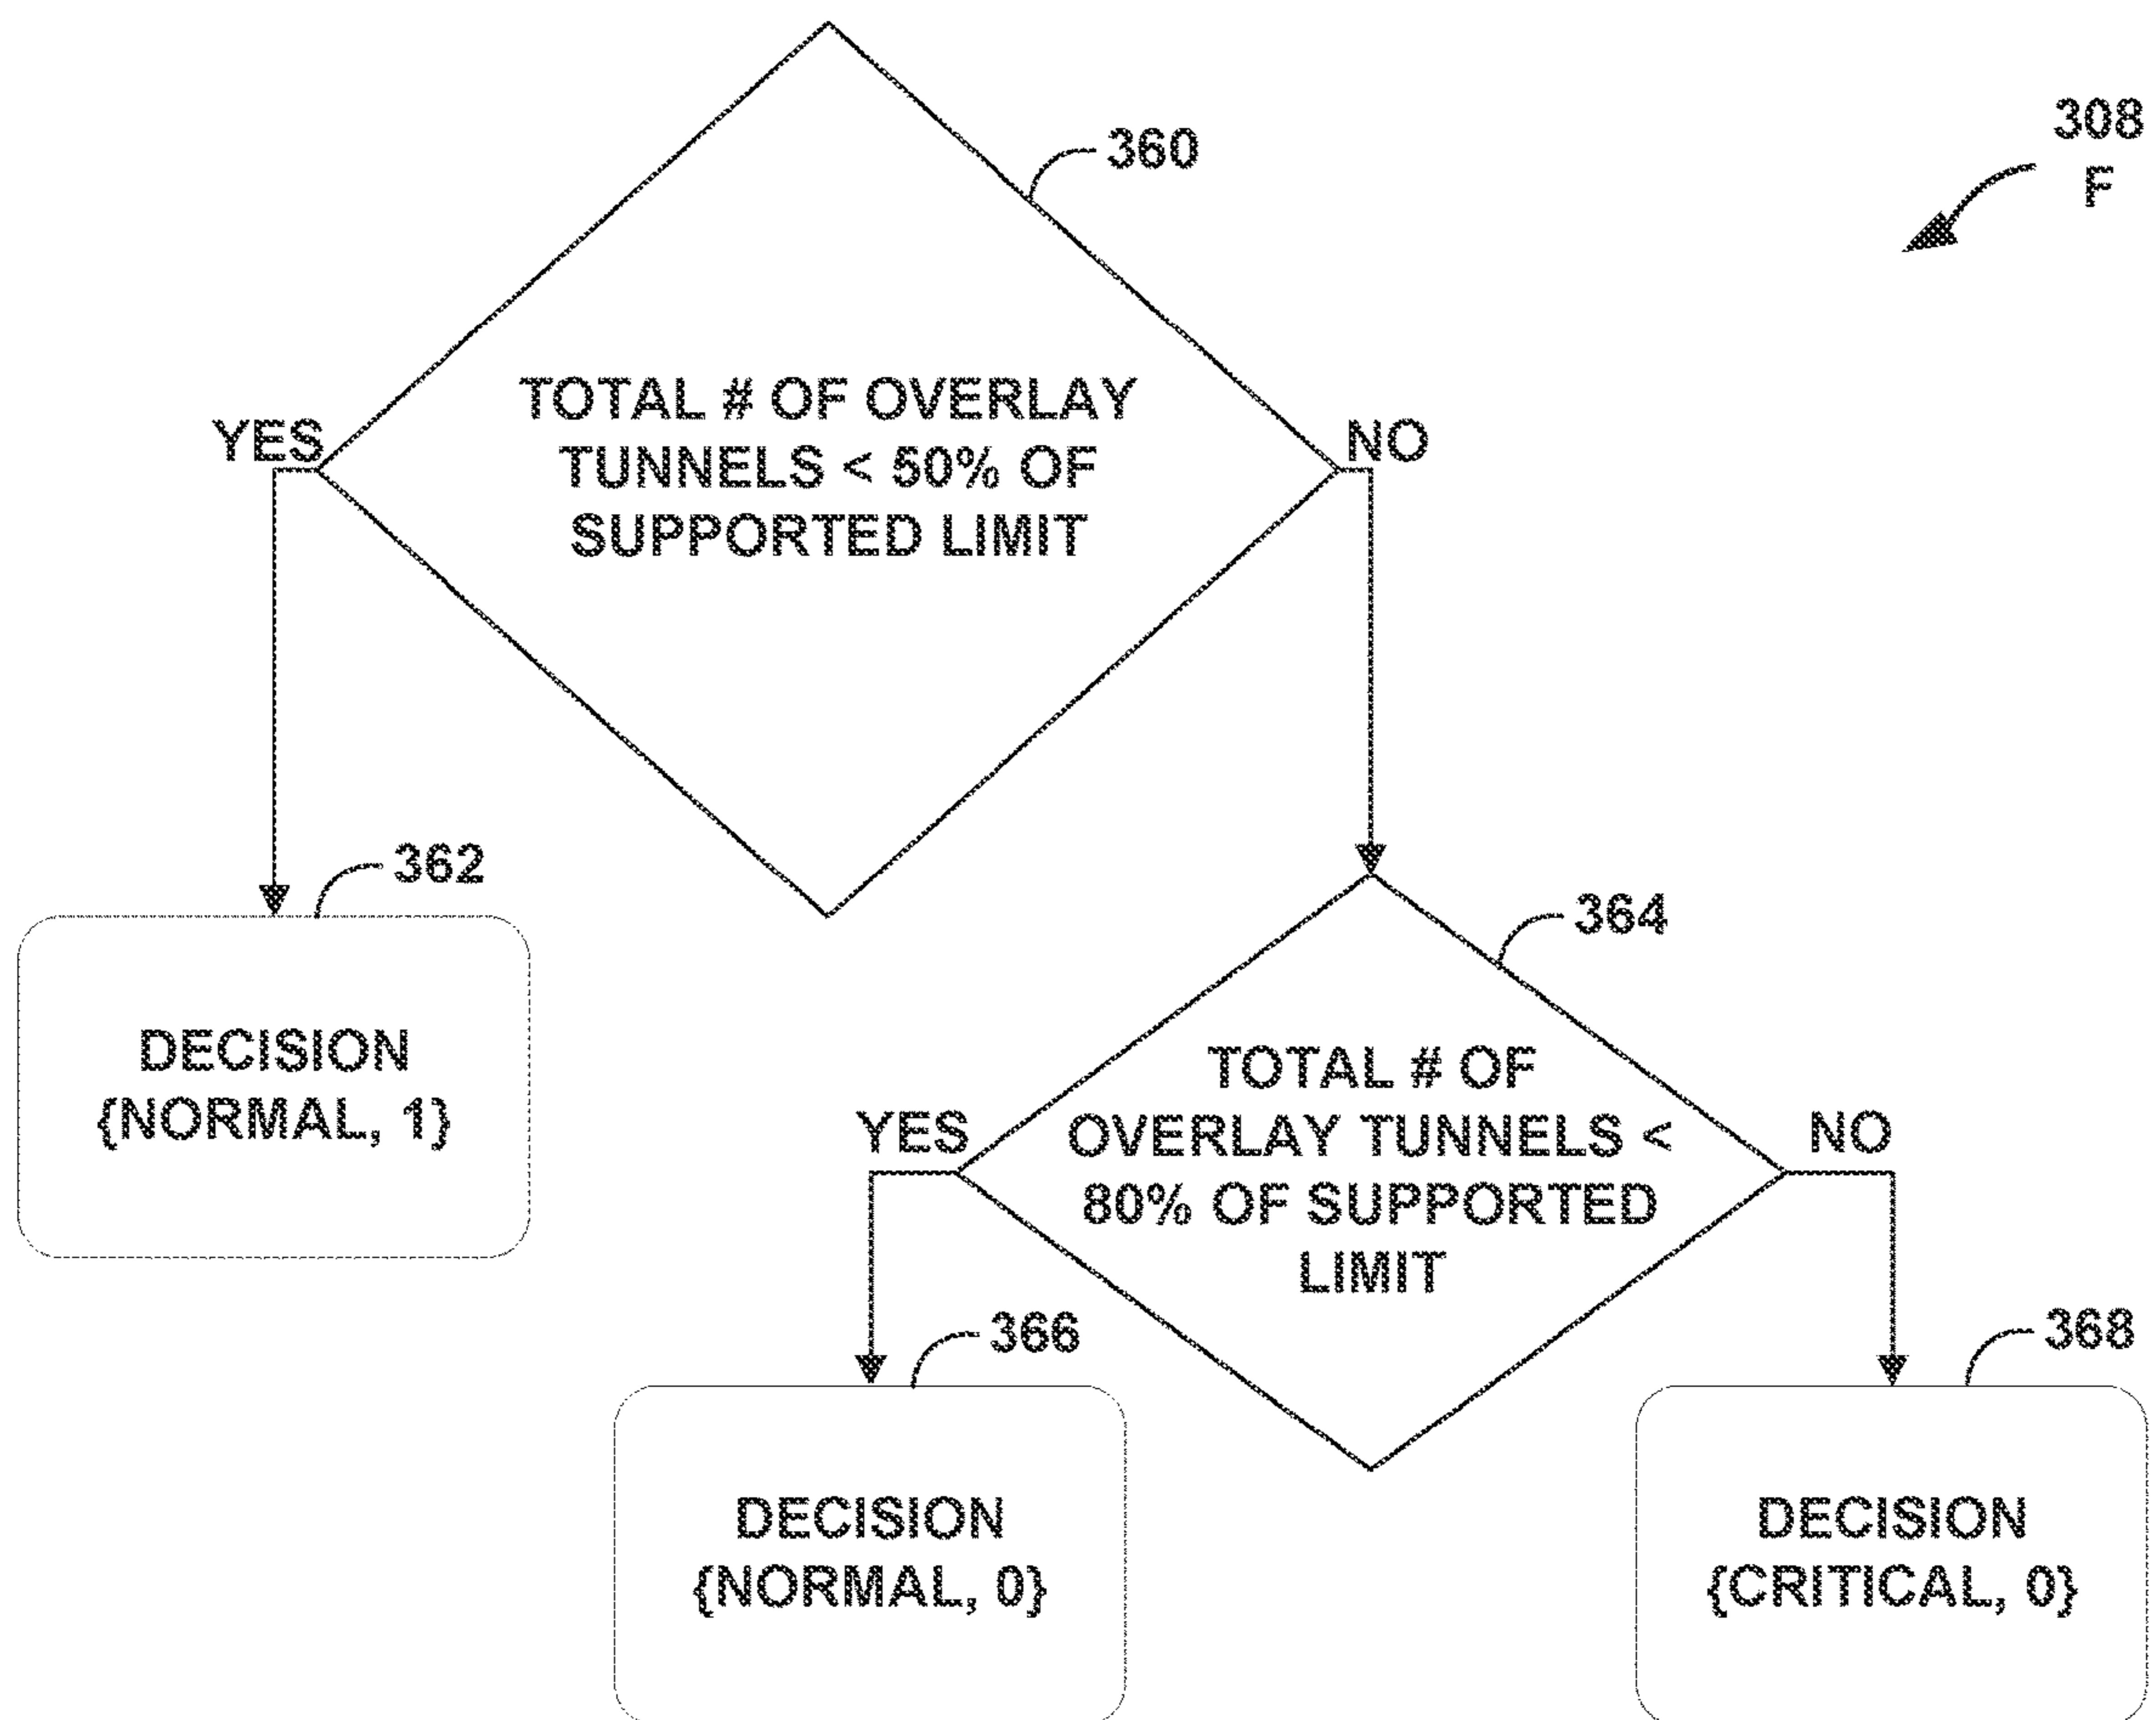 308
F
360
TOTAL # OF OVERLAY
TUNNELS < 50% OF
SUPPORTED LIMIT
YES
NO
362
DECISION
{NORMAL, 1}
364
TOTAL # OF
OVERLAY TUNNELS <
80% OF SUPPORTED
LIMIT
YES
NO
366
DECISION
{NORMAL, 0}
368
DECISION
{CRITICAL, 0}